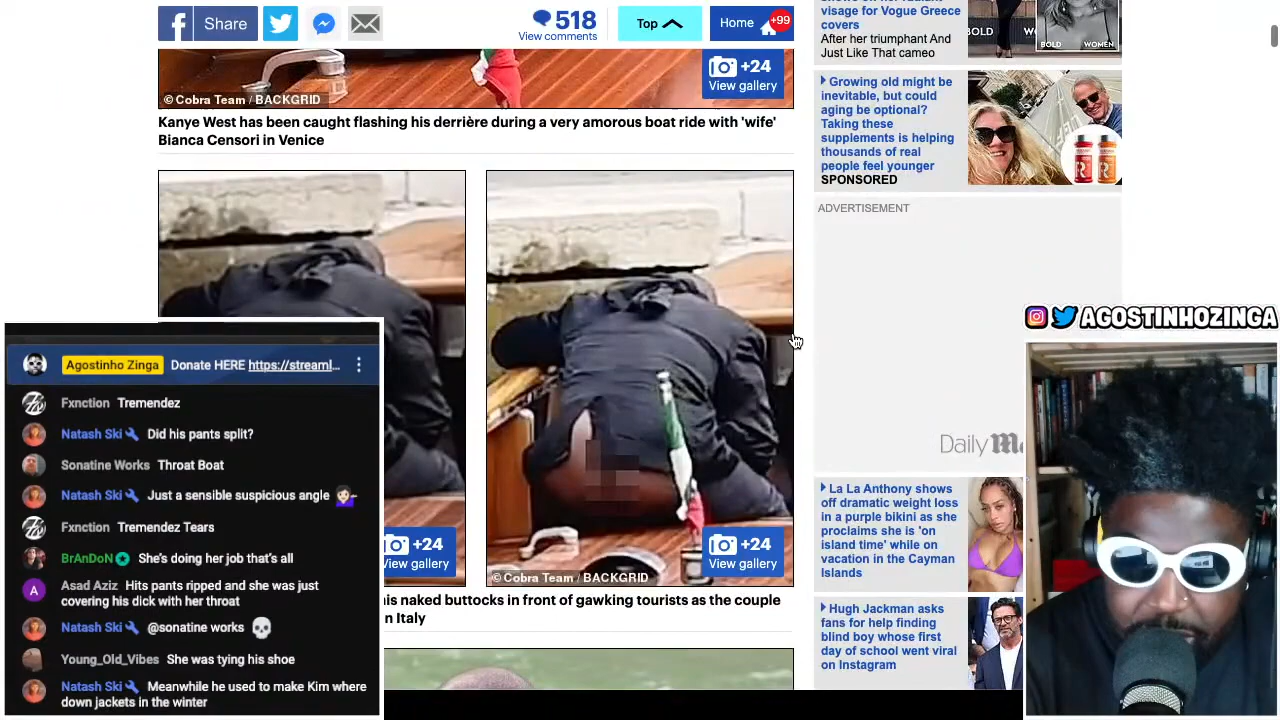 Share
518
View comments
Top
Home
+99
+24
View gallery
© Cobra Team / BACKGRID
Kanye West has been caught flashing his derrière during a very amorous boat ride with 'wife'
Bianca Censori in Venice
+24
View gallery
+24
View gallery
© Cobra Team / BACKGRID
is naked buttocks in front of gawking tourists as the couple
n Italy
visage for Vogue Greece
covers
After her triumphant And
Just Like That cameo
BOLD
BOLD WOMEN
Growing old might be
inevitable, but could
aging be optional?
Taking these
supplements is helping
thousands of real
people feel younger
SPONSORED
ADVERTISEMENT
Daily
La La Anthony shows
off dramatic weight loss
in a purple bikini as she
proclaims she is 'on
island time' while on
vacation in the Cayman
Islands
Hugh Jackman asks
fans for help finding
blind boy whose first
day of school went viral
on Instagram
AGOSTINHOZINGA
Agostinho Zinga Donate HERE https://streaml...
Fxnction Tremendez
Natash Ski Did his pants split?
Sonatine Works Throat Boat
Natash Ski Just a sensible suspicious angle
Fxnction Tremendez Tears
BrAnDoN She's doing her job that's all
A Asad Aziz Hits pants ripped and she was just
covering his dick with her throat
Natash Ski @sonatine works
Young_Old_Vibes She was tying his shoe
Natash Ski Meanwhile he used to make Kim where
down jackets in the winter